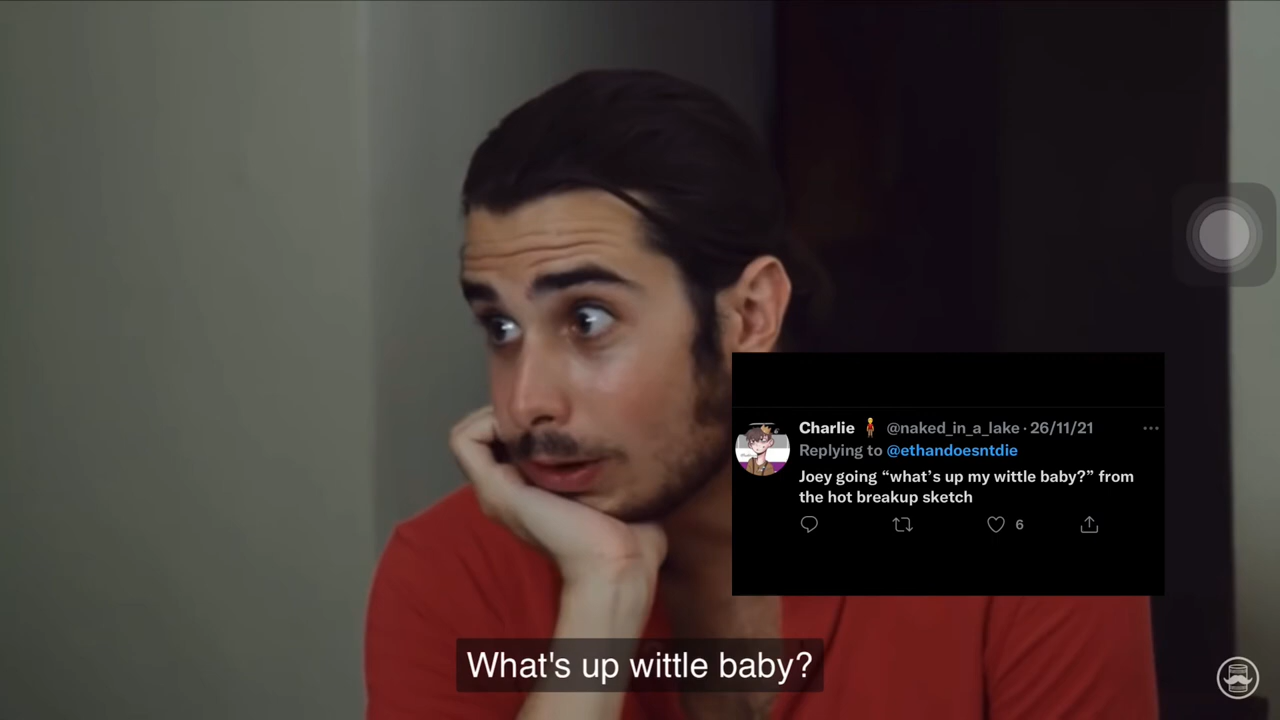 Charlie @naked_in_a_lake · 26/11/21
Replying to @ethandoesntdie
Joey going “what’s up my wittle baby?” from
the hot breakup sketch
6
What's up wittle baby?